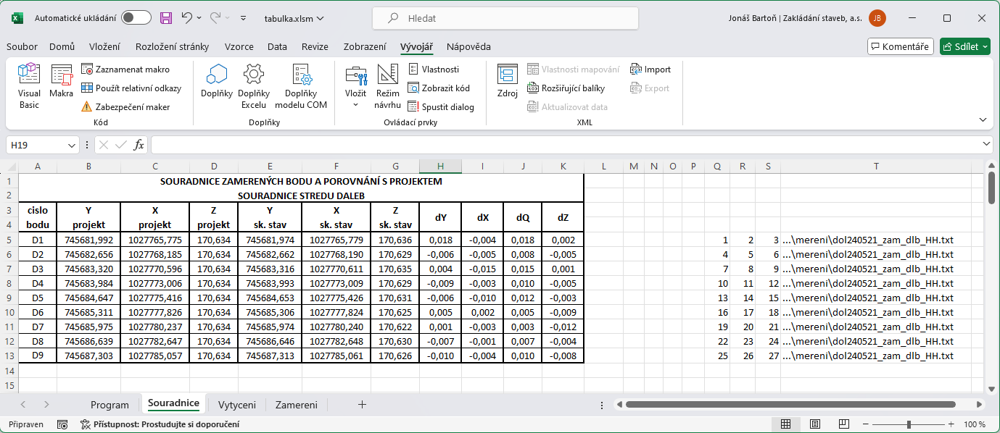 Automatické ukládání tabulka.xlsm Hledat Jonáš Bartoň | Zakládání staveb, a.s. JB
Soubor Domů Vložení Rozložení stránky Vzorce Data Revize Zobrazení Vývojář Nápověda Komentáře Sdílet
Visual Basic
Makra
Zaznamenat makro
Použít relativní odkazy
Zabezpečení maker
Kód
Doplňky
Doplňky Excelu
Doplňky modelu COM
Doplňky
Vložit
Režim návrhu
Vlastnosti
Zobrazit kód
Spustit dialog
Ovládací prvky
Zdroj
Vlastnosti mapování
Rozšiřující balíky
Aktualizovat data
Import
Export
XML
H19 fx
A B C D E F G H I J K L M N O P Q R S T
1 SOURADNICE ZAMERENÝCH BODU A POROVNÁNÍ S PROJEKTEM
2 SOURADNICE STREDU DALEB
3 cislo Y X Z Y X Z dY dX dQ dZ
4 bodu projekt projekt projekt sk. stav sk. stav sk. stav
5 D1 745681,992 1027765,775 170,634 745681,974 1027765,779 170,636 0,018 -0,004 0,018 0,002 1 2 3 ...\mereni\dol240521_zam_dlb_HH.txt
6 D2 745682,656 1027768,185 170,634 745682,662 1027768,190 170,629 -0,006 -0,005 0,008 -0,005 4 5 6 ...\mereni\dol240521_zam_dlb_HH.txt
7 D3 745683,320 1027770,596 170,634 745683,316 1027770,611 170,635 0,004 -0,015 0,015 0,001 7 8 9 ...\mereni\dol240521_zam_dlb_HH.txt
8 D4 745683,984 1027773,006 170,634 745683,993 1027773,009 170,629 -0,009 -0,003 0,010 -0,005 10 11 12 ...\mereni\dol240521_zam_dlb_HH.txt
9 D5 745684,647 1027775,416 170,634 745684,653 1027775,426 170,631 -0,006 -0,010 0,012 -0,003 13 14 15 ...\mereni\dol240521_zam_dlb_HH.txt
10 D6 745685,311 1027777,826 170,634 745685,306 1027777,824 170,625 0,005 0,002 0,005 -0,009 16 17 18 ...\mereni\dol240521_zam_dlb_HH.txt
11 D7 745685,975 1027780,237 170,634 745685,974 1027780,240 170,622 0,001 -0,003 0,003 -0,012 19 20 21 ...\mereni\dol240521_zam_dlb_HH.txt
12 D8 745686,639 1027782,647 170,634 745686,646 1027782,648 170,630 -0,007 -0,001 0,007 -0,004 22 23 24 ...\mereni\dol240521_zam_dlb_HH.txt
13 D9 745687,303 1027785,057 170,634 745687,313 1027785,061 170,626 -0,010 -0,004 0,010 -0,008 25 26 27 ...\mereni\dol240521_zam_dlb_HH.txt
14
15
Program Souradnice Vytyceni Zamereni
Připraven Přístupnost: Prostudujte si doporučení 100 %